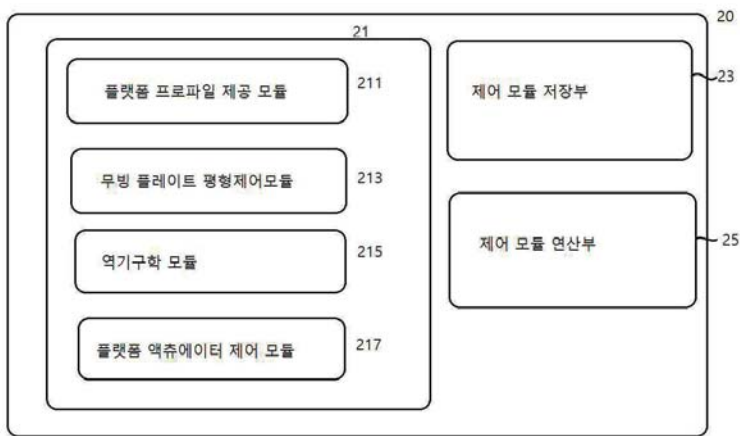 20
21
플랫폼 프로파일 제공 모듈 211
제어 모듈 저장부 23
무빙 플레이트 평형제어모듈 213
역기구학 모듈 215
제어 모듈 연산부 25
플랫폼 액츄에이터 제어 모듈 217